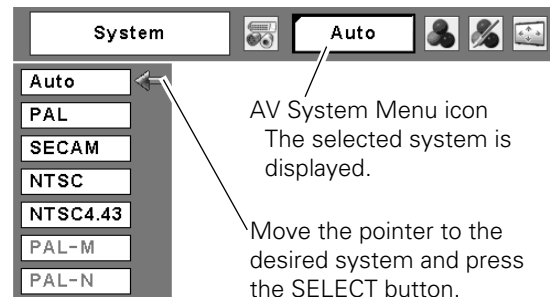 System
Auto
Auto
PAL
SECAM
NTSC
NTSC4.43
PAL-M
PAL-N
AV System Menu icon
The selected system is
displayed.
Move the pointer to the
desired system and press
the SELECT button.